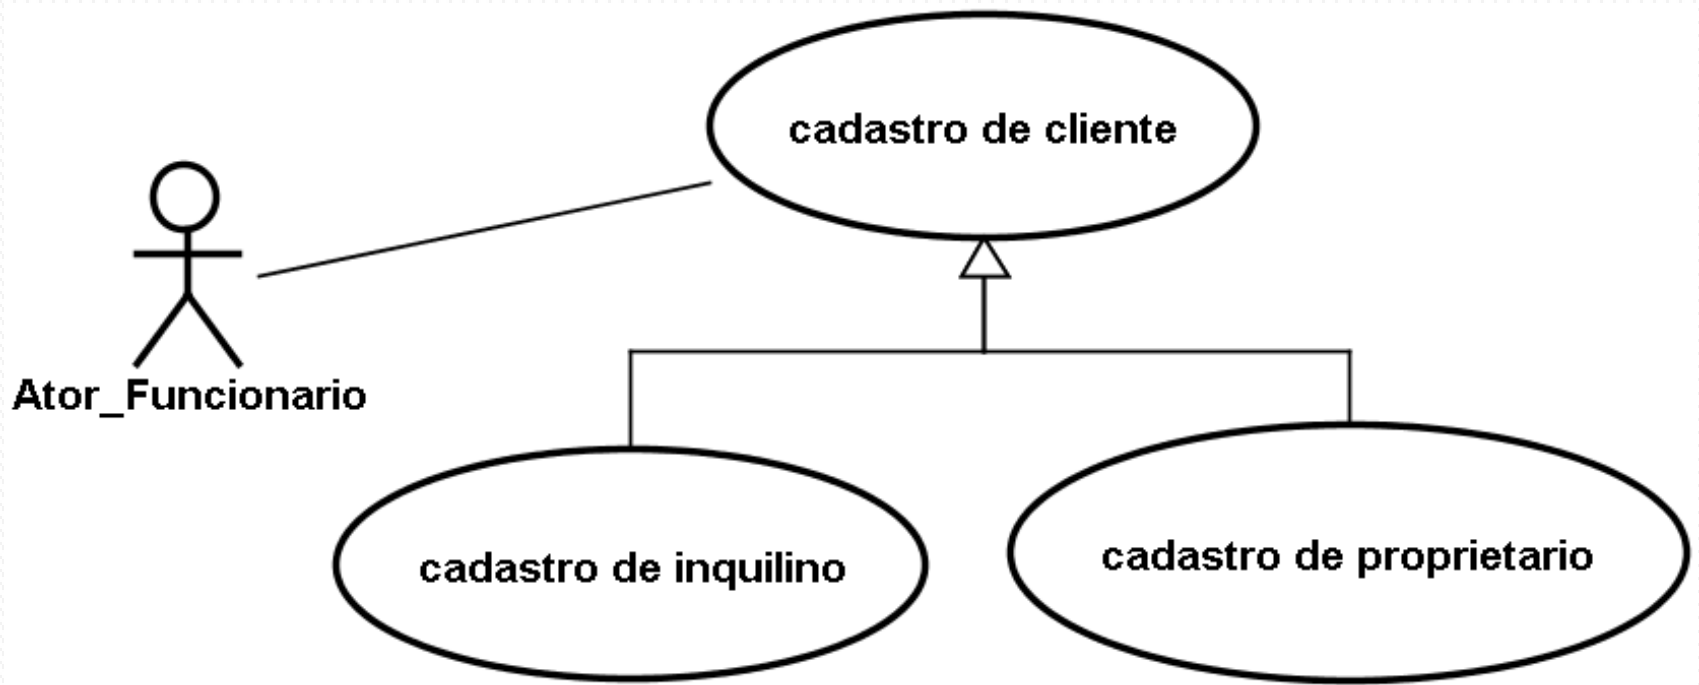 cadastro de cliente
Ator_Funcionario
cadastro de inquilino
cadastro de proprietario